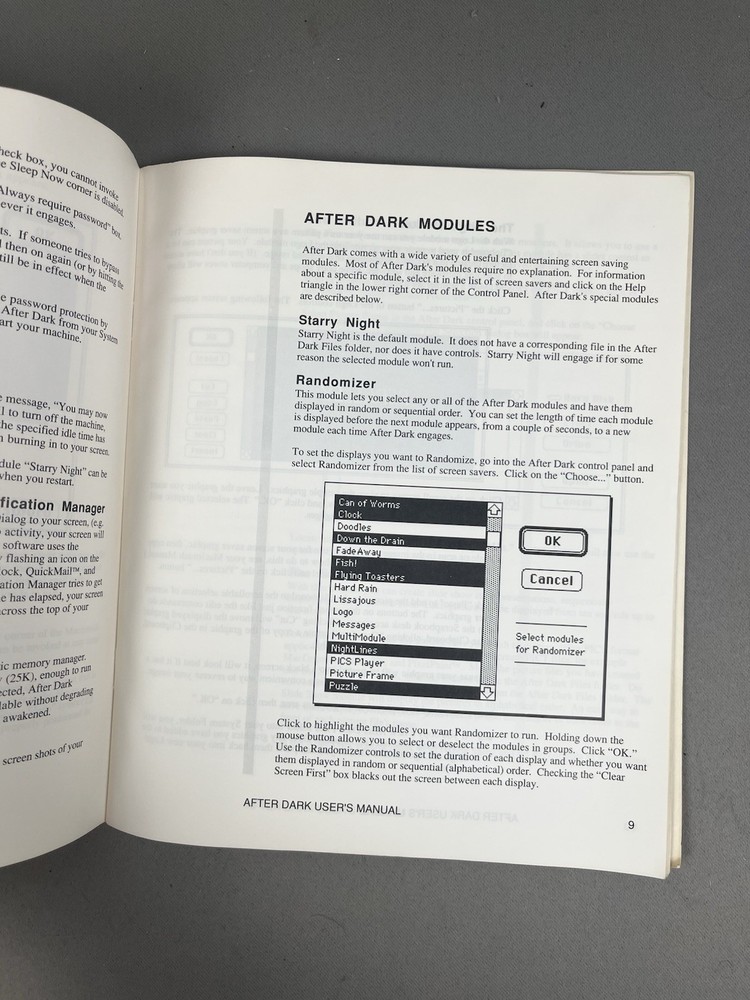 heck box, you cannot invoke
e Sleep Now corner is disabled.
Always require password" box,
ever it engages.
ts. If someone tries to bypass
then on again (or by hitting the
till be in effect when the
e password protection by
After Dark from your System
art your machine.
e message, "You may now
l to turn off the machine,
he specified idle time has
n burning in to your screen.
dule "Starry Night" can be
when you restart.
fication Manager
ialog to your screen, (e.g.
activity, your screen will
software uses the
flashing an icon on the
lock, QuickMail™, and
ation Manager tries to get
e has elapsed, your screen
cross the top of your
ic memory manager.
(25K), enough to run
ected, After Dark
lable without degrading
awakened.
screen shots of your
AFTER DARK MODULES
After Dark comes with a wide variety of useful and entertaining screen saving
modules. Most of After Dark's modules require no explanation. For information
about a specific module, select it in the list of screen savers and click on the Help
triangle in the lower right corner of the Control Panel. After Dark's special modules
are described below.
Starry Night
Starry Night is the default module. It does not have a corresponding file in the After
Dark Files folder, nor does it have controls. Starry Night will engage if for some
reason the selected module won't run.
Randomizer
This module lets you select any or all of the After Dark modules and have them
displayed in random or sequential order. You can set the length of time each module
is displayed before the next module appears, from a couple of seconds, to a new
module each time After Dark engages.
To set the displays you want to Randomize, go into the After Dark control panel and
select Randomizer from the list of screen savers. Click on the "Choose..." button.
Can of Worms
Clock
Doodles
Down the Drain
FadeAway
Fish!
Flying Toasters
Hard Rain
Lissajous
Logo
Messages
MultiModule
NightLines
PICS Player
Picture Frame
Puzzle
OK
Cancel
Select modules
for Randomizer
Click to highlight the modules you want Randomizer to run. Holding down the
mouse button allows you to select or deselect the modules in groups. Click "OK."
Use the Randomizer controls to set the duration of each display and whether you want
them displayed in random or sequential (alphabetical) order. Checking the "Clear
Screen First" box blacks out the screen between each display.
AFTER DARK USER'S MANUAL
9